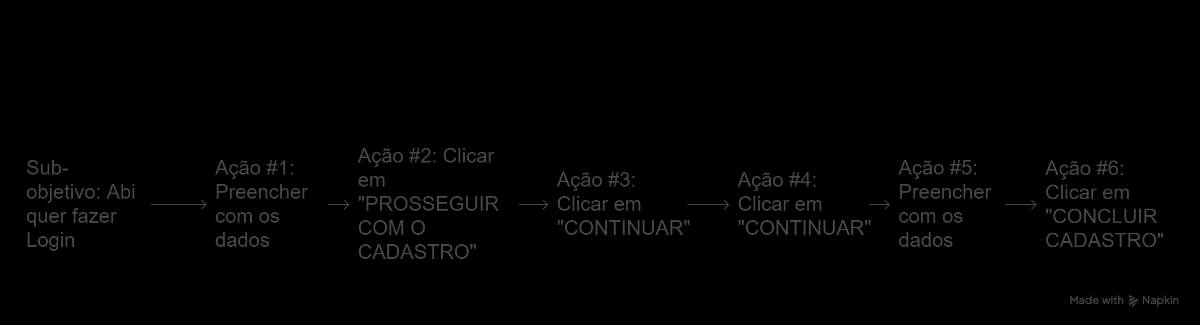 Sub-
objetivo: Abi
quer fazer
Login
Ação #1:
Preencher
com os
dados
Ação #2: Clicar
em
"PROSSEGUIR
COM O
CADASTRO"
Ação #3:
Clicar em
"CONTINUAR"
Ação #4:
Clicar em
"CONTINUAR"
Ação #5:
Preencher
com os
dados
Ação #6:
Clicar em
"CONCLUIR
CADASTRO"
Made with Napkin